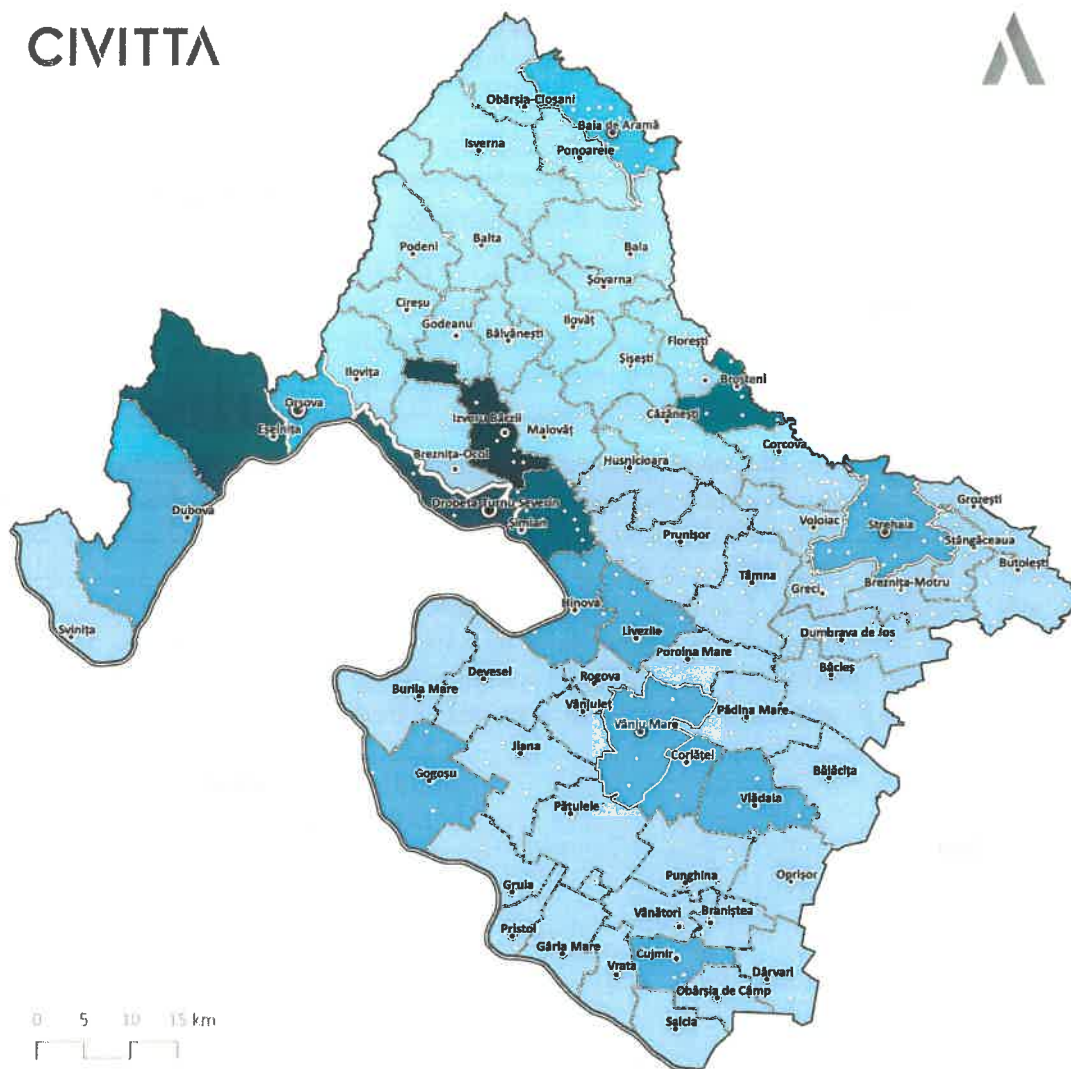 CIVITTA
Obârșia-Cloșani
Baia de Aramă
Isverna
Ponoarele
Podeni
Balta
Bala
Șovarna
Cireșu
Godeanu
Bâlvănești
Ilovăț
Florești
Șișești
Ilovița
Broșteni
Căzănești
Orșova
Eșelnița
Izvoru Bârzii
Malovăț
Corcova
Breznița-Ocol
Husnicioara
Drobeta Turnu-Severin
Șimian
Dubova
Grozești
Voloiac
Strehaia
Stângăceaua
Prunișor
Butoiești
Tâmna
Breznița-Motru
Greci
Hinova
Svinița
Livezile
Dumbrava de Jos
Poroina Mare
Bâcleș
Devesel
Rogova
Burila Mare
Vânjuleț
Pădina Mare
Vânju Mare
Jiana
Corlățel
Gogoșu
Bălăcița
Vlădaia
Pătulele
Punghina
Oprișor
Gruia
Vânători
Braniștea
Pristol
Gârla Mare
Cujmir
Vrata
Dârvari
Obârșia de Câmp
Salcia
0 5 10 15 km